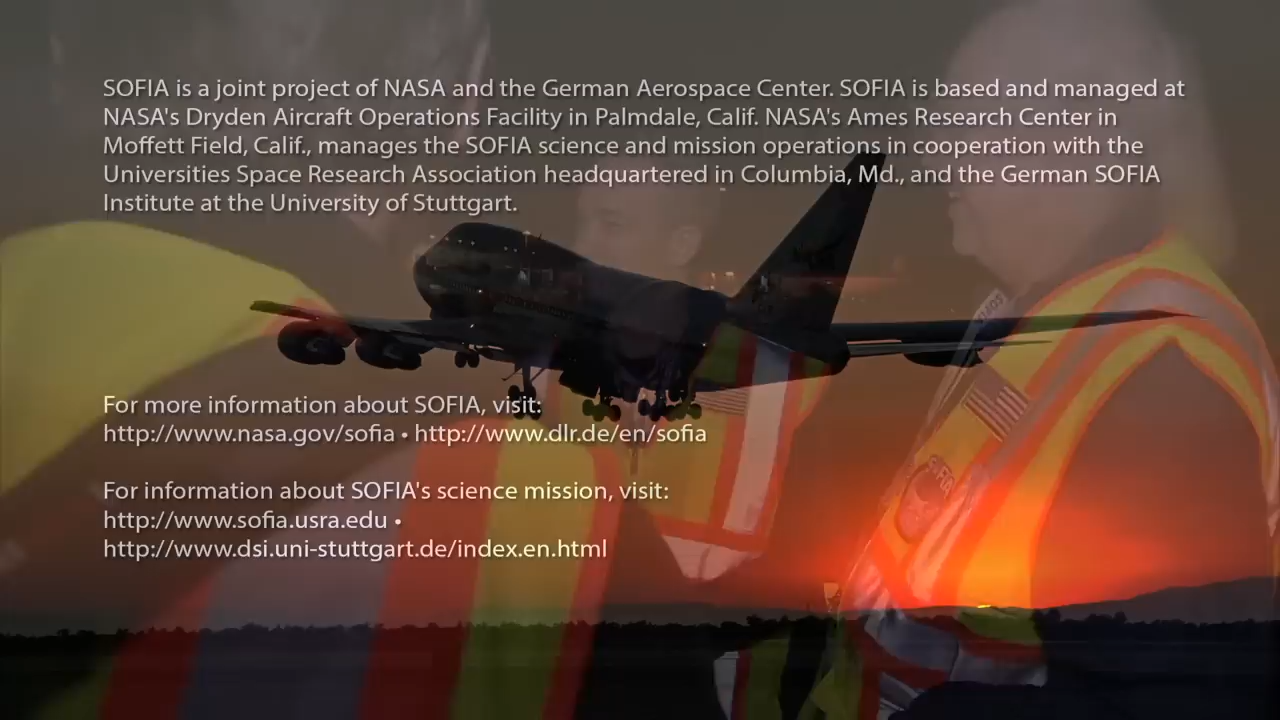 SOFIA is a joint project of NASA and the German Aerospace Center. SOFIA is based and managed at
NASA's Dryden Aircraft Operations Facility in Palmdale, Calif. NASA's Ames Research Center in
Moffett Field, Calif., manages the SOFIA science and mission operations in cooperation with the
Universities Space Research Association headquartered in Columbia, Md., and the German SOFIA
Institute at the University of Stuttgart.
For more information about SOFIA, visit:
http://www.nasa.gov/sofia • http://www.dlr.de/en/sofia
For information about SOFIA's science mission, visit:
http://www.sofia.usra.edu •
http://www.dsi.uni-stuttgart.de/index.en.html
SOFIA